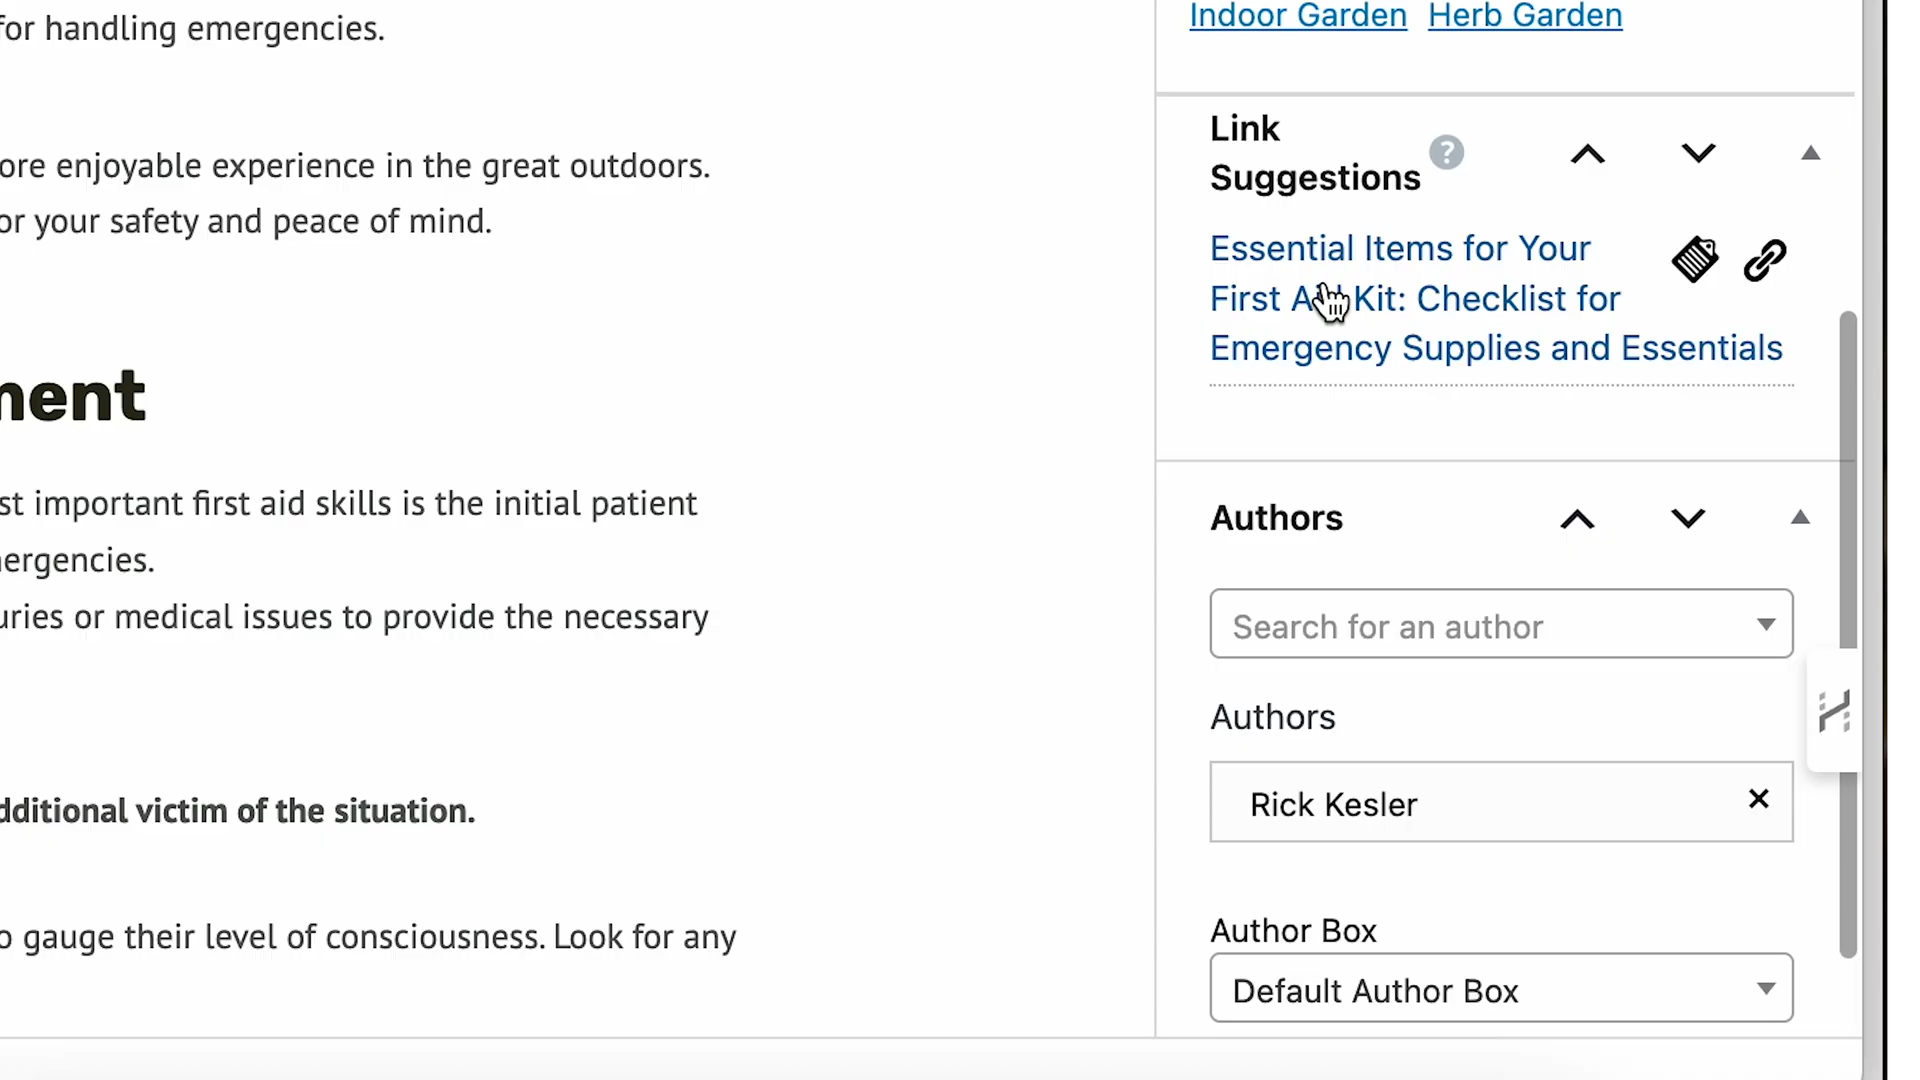 for handling emergencies.
ore enjoyable experience in the great outdoors.
or your safety and peace of mind.
ment
st important first aid skills is the initial patient
ergencies.
uries or medical issues to provide the necessary
dditional victim of the situation.
o gauge their level of consciousness. Look for any
Indoor Garden Herb Garden
Link
Suggestions ?
Essential Items for Your
First Aid Kit: Checklist for
Emergency Supplies and Essentials
Authors
Search for an author
Authors
Rick Kesler
Author Box
Default Author Box